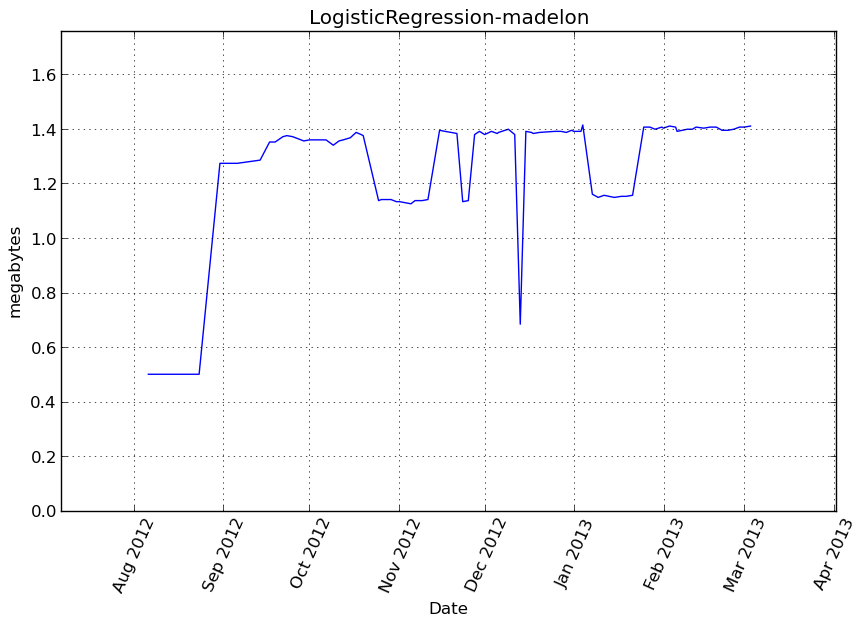 LogisticRegression-madelon
1.6
1.4
1.2
1.0
0.8
0.6
0.4
0.2
0.0
megabytes
Aug 2012
Sep 2012
Oct 2012
Nov 2012
Dec 2012
Jan 2013
Feb 2013
Mar 2013
Apr 2013
Date